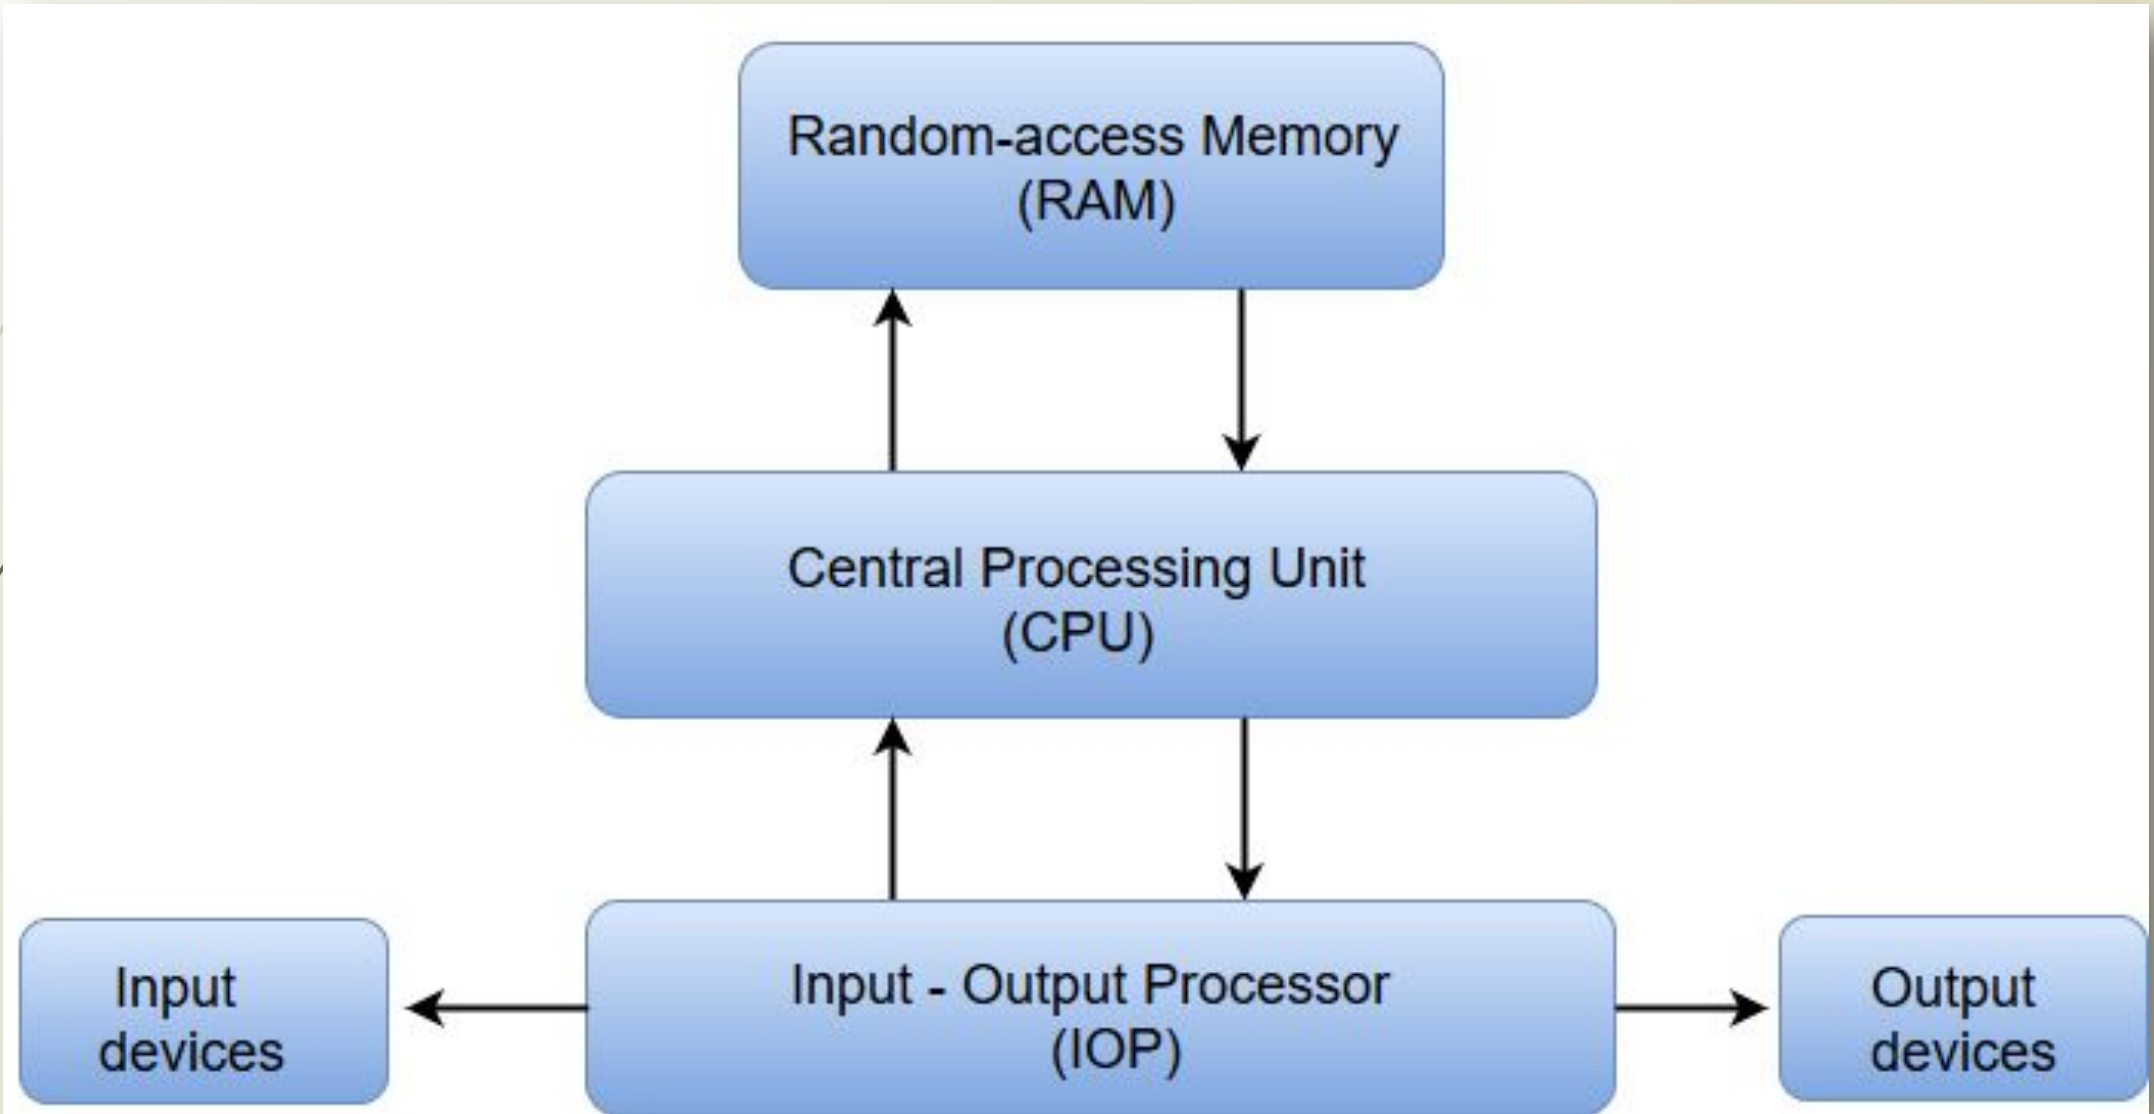 Random-access Memory
(RAM)
Central Processing Unit
(CPU)
Input
devices
Input - Output Processor
(IOP)
Output
devices